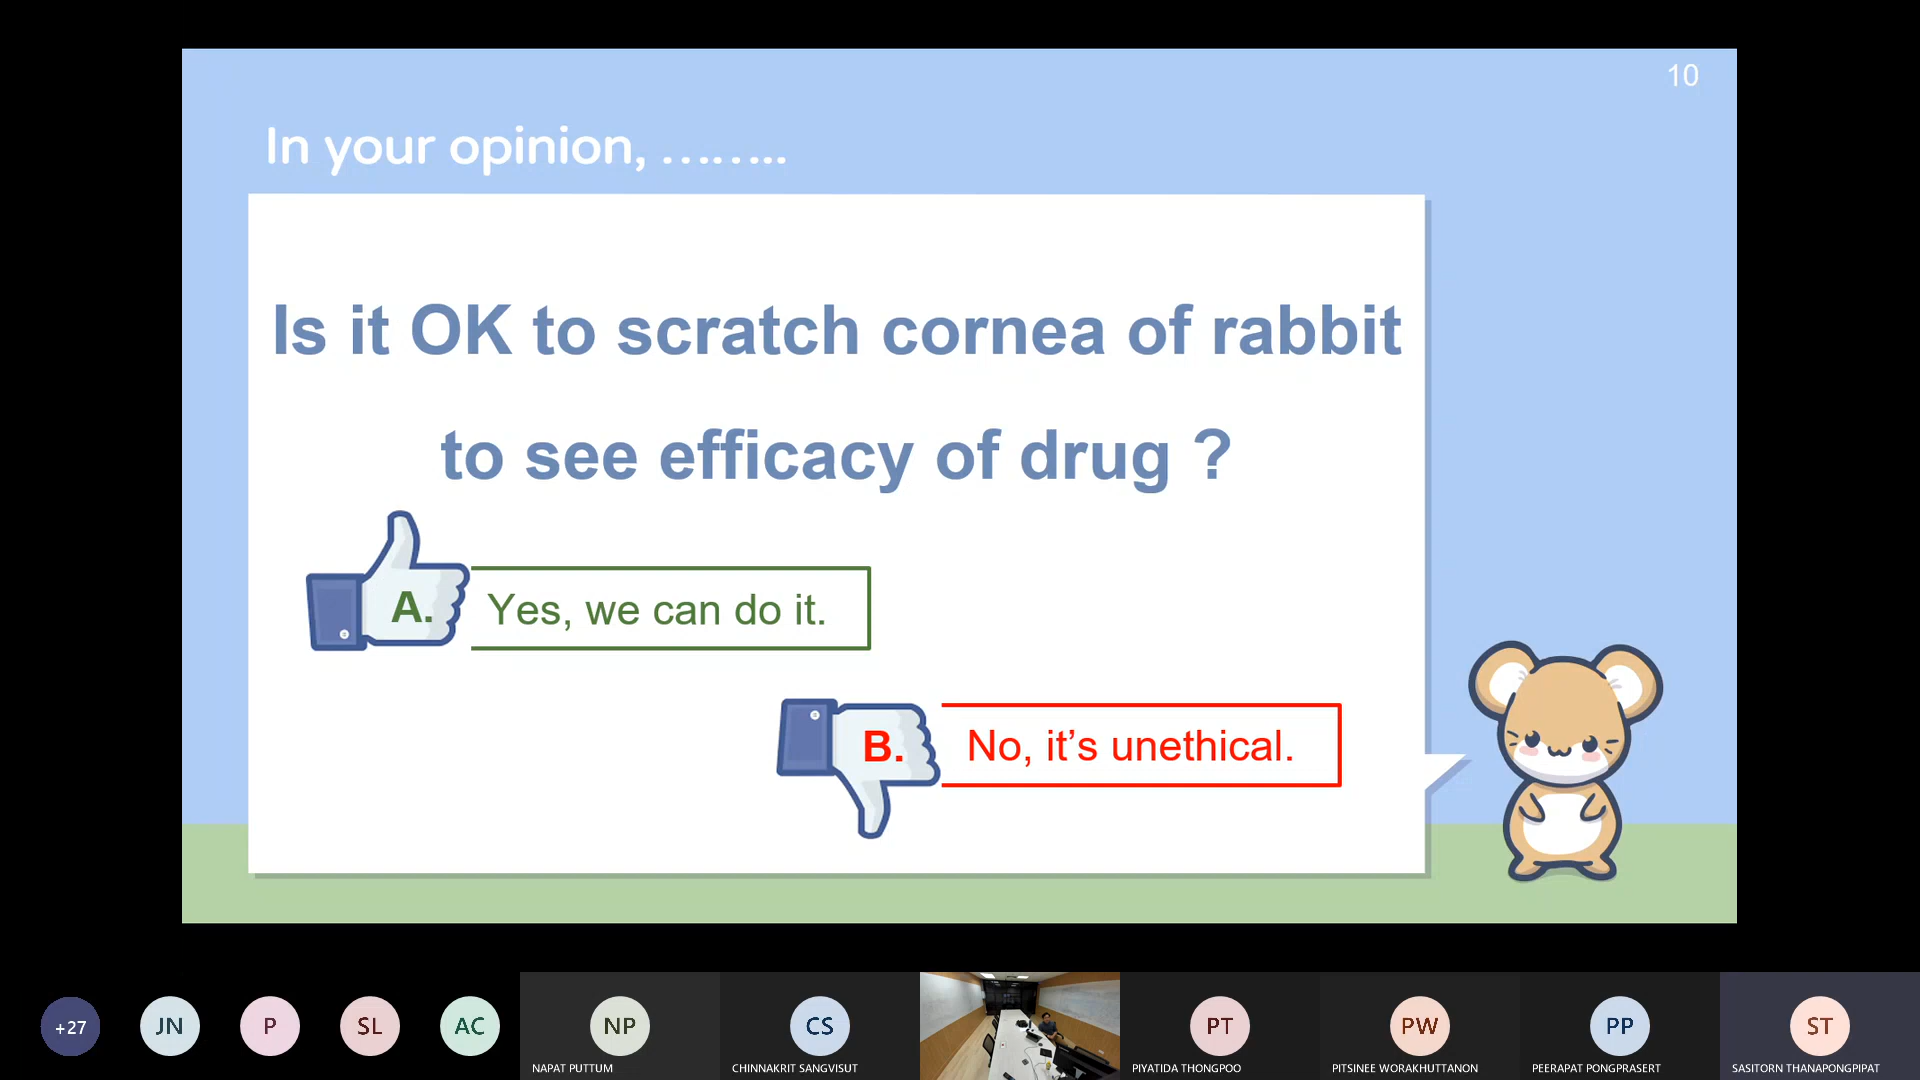 10
In your opinion, ……..
Is it OK to scratch cornea of rabbit
to see efficacy of drug ?
A.
Yes, we can do it.
B.
No, it’s unethical.
+27
JN
P
SL
AC
NP
CS
PT
PW
PP
ST
NAPAT PUTTUM
CHINNAKRIT SANGVISUT
PIYATIDA THONGPOO
PITSINEE WORAKHUTTANON
PEERAPAT PONGPRASERT
SASITORN THANAPONGPIPAT